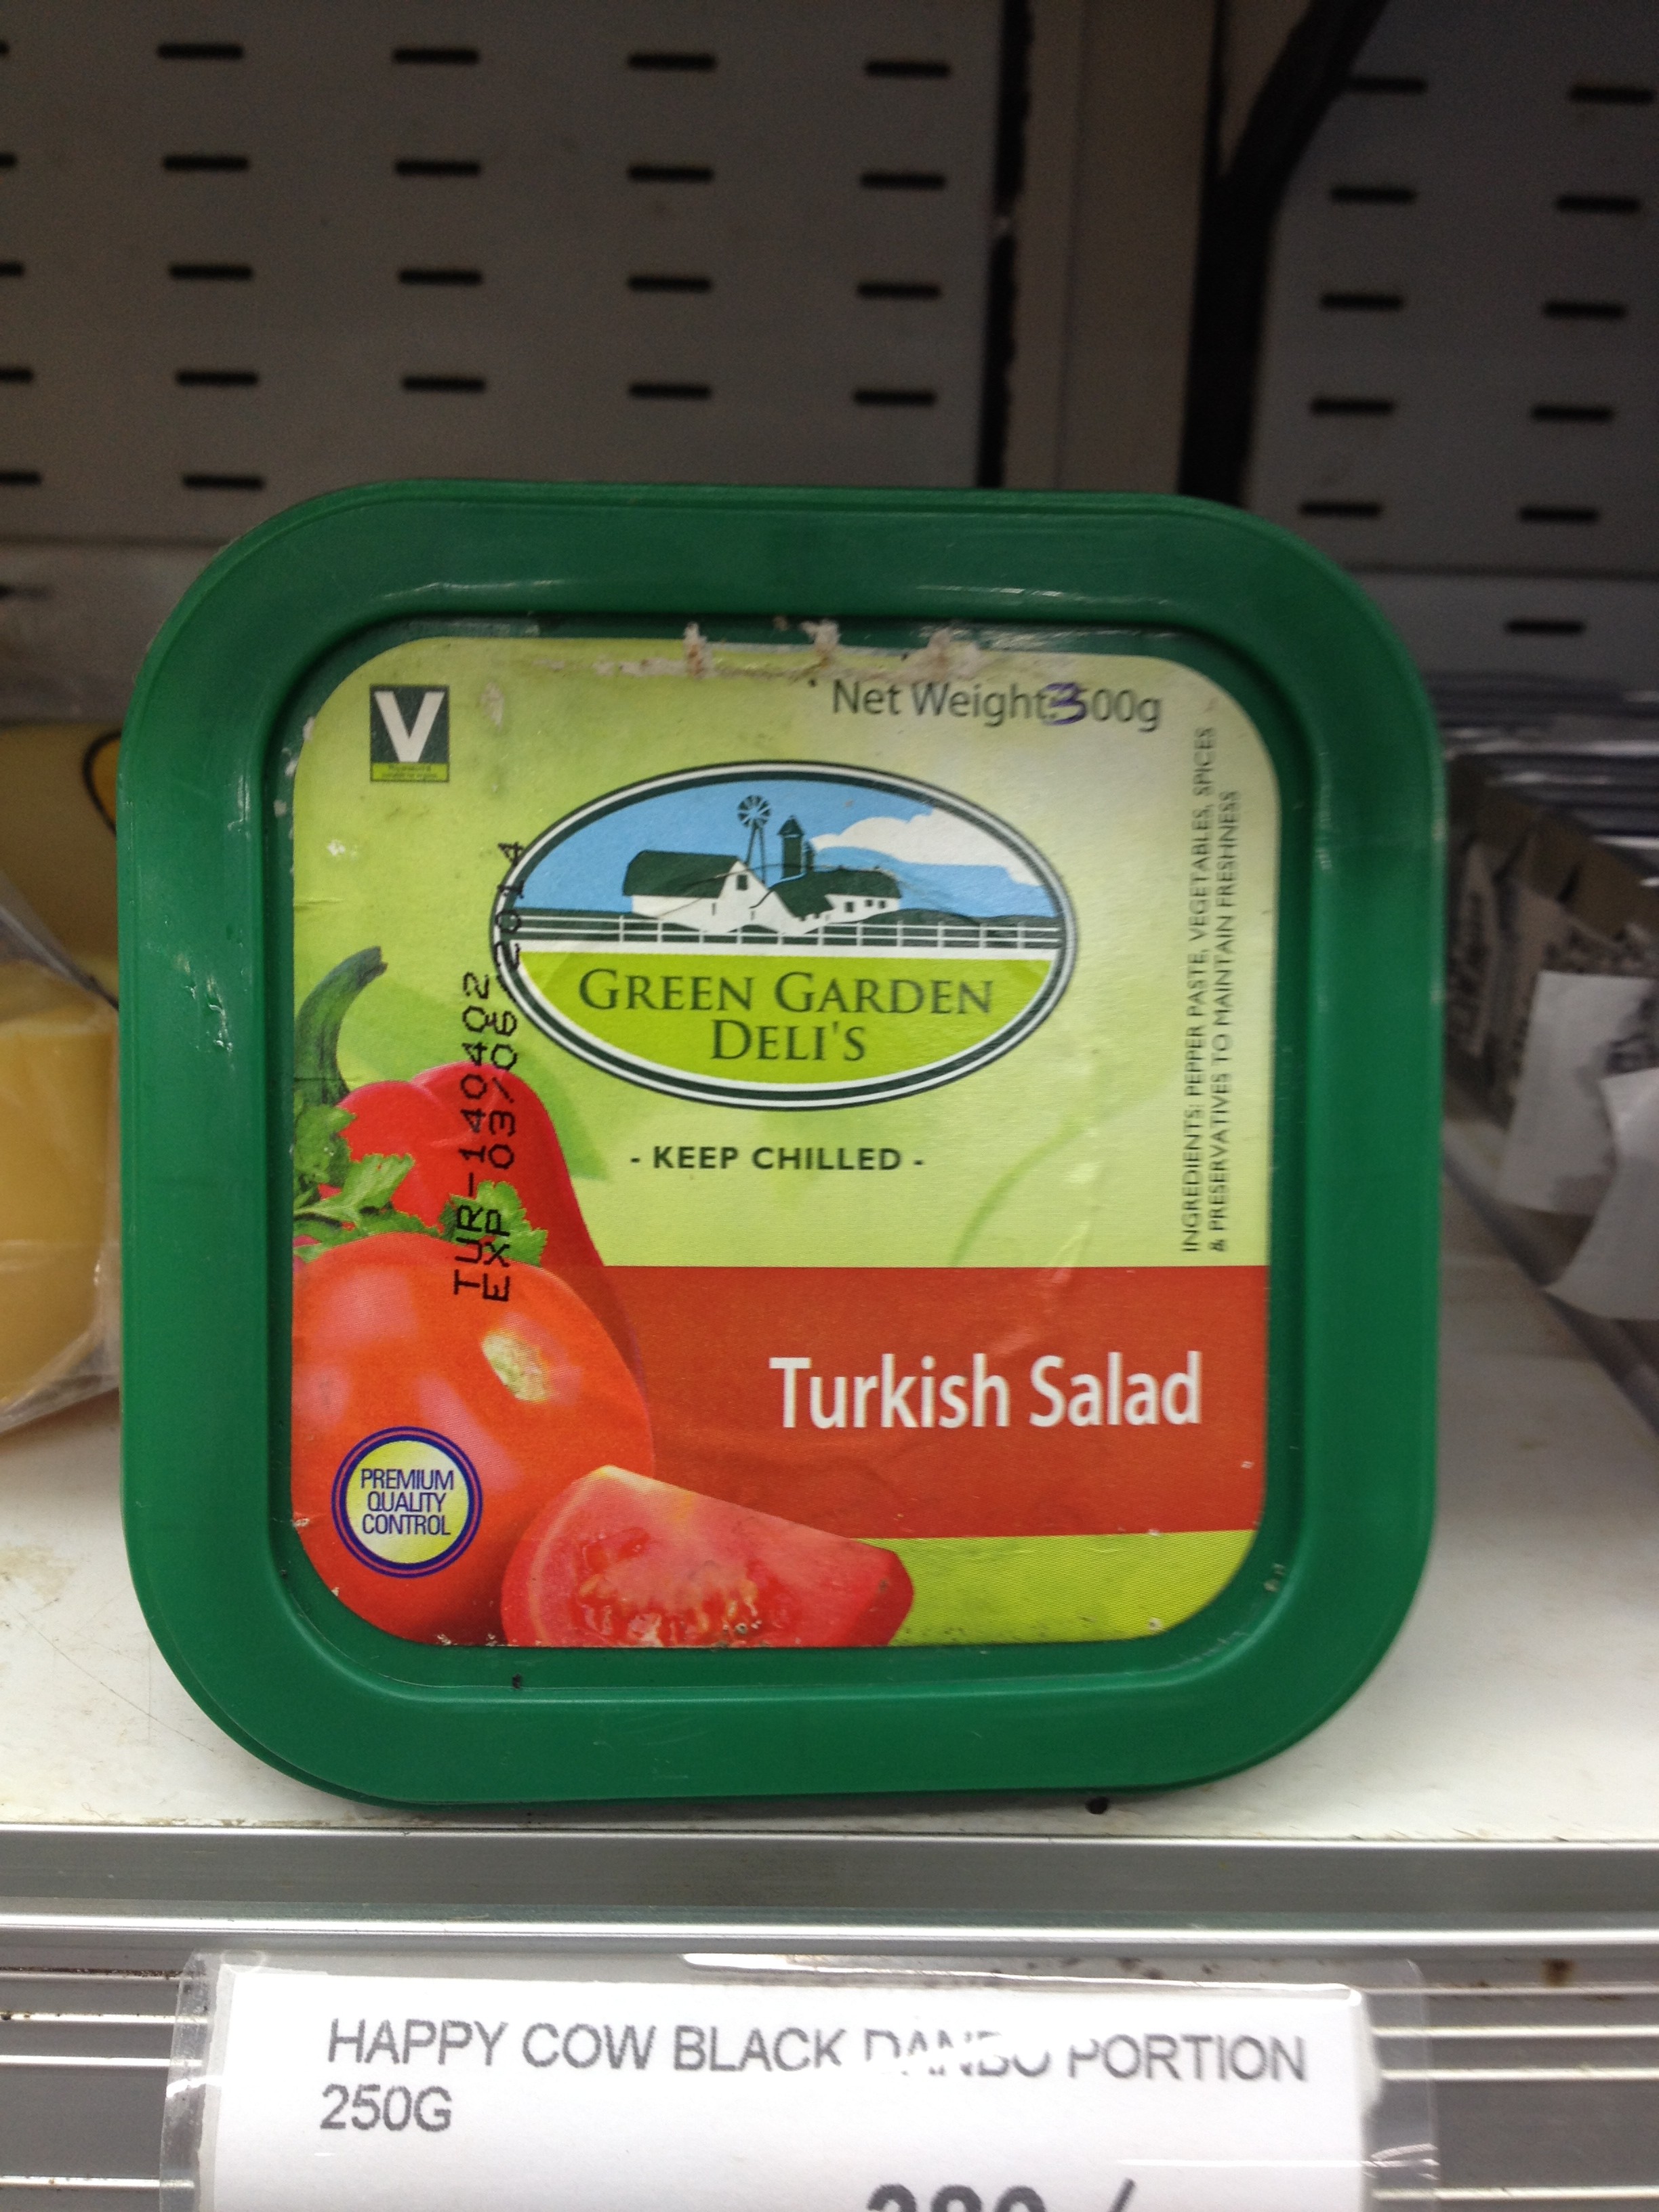 V
Net Weight:300g
GREEN GARDEN
DELI'S
- KEEP CHILLED -
INGREDIENTS: PEPPER PASTE, VEGETABLES, SPICES
& PRESERVATIVES TO MAINTAIN FRESHNESS
TUR-140402
EXP 03/06/2014
Turkish Salad
PREMIUM
QUALITY
CONTROL
HAPPY COW BLACK DANBO PORTION
250G